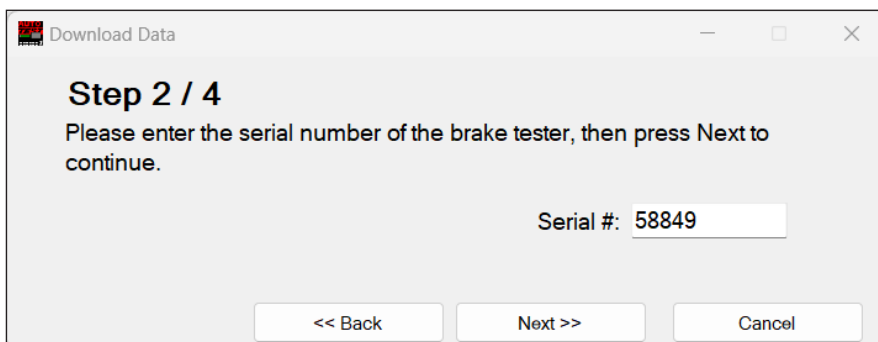 Download Data
Step 2 / 4
Please enter the serial number of the brake tester, then press Next to
continue.
Serial #: 58849
<< Back Next >> Cancel